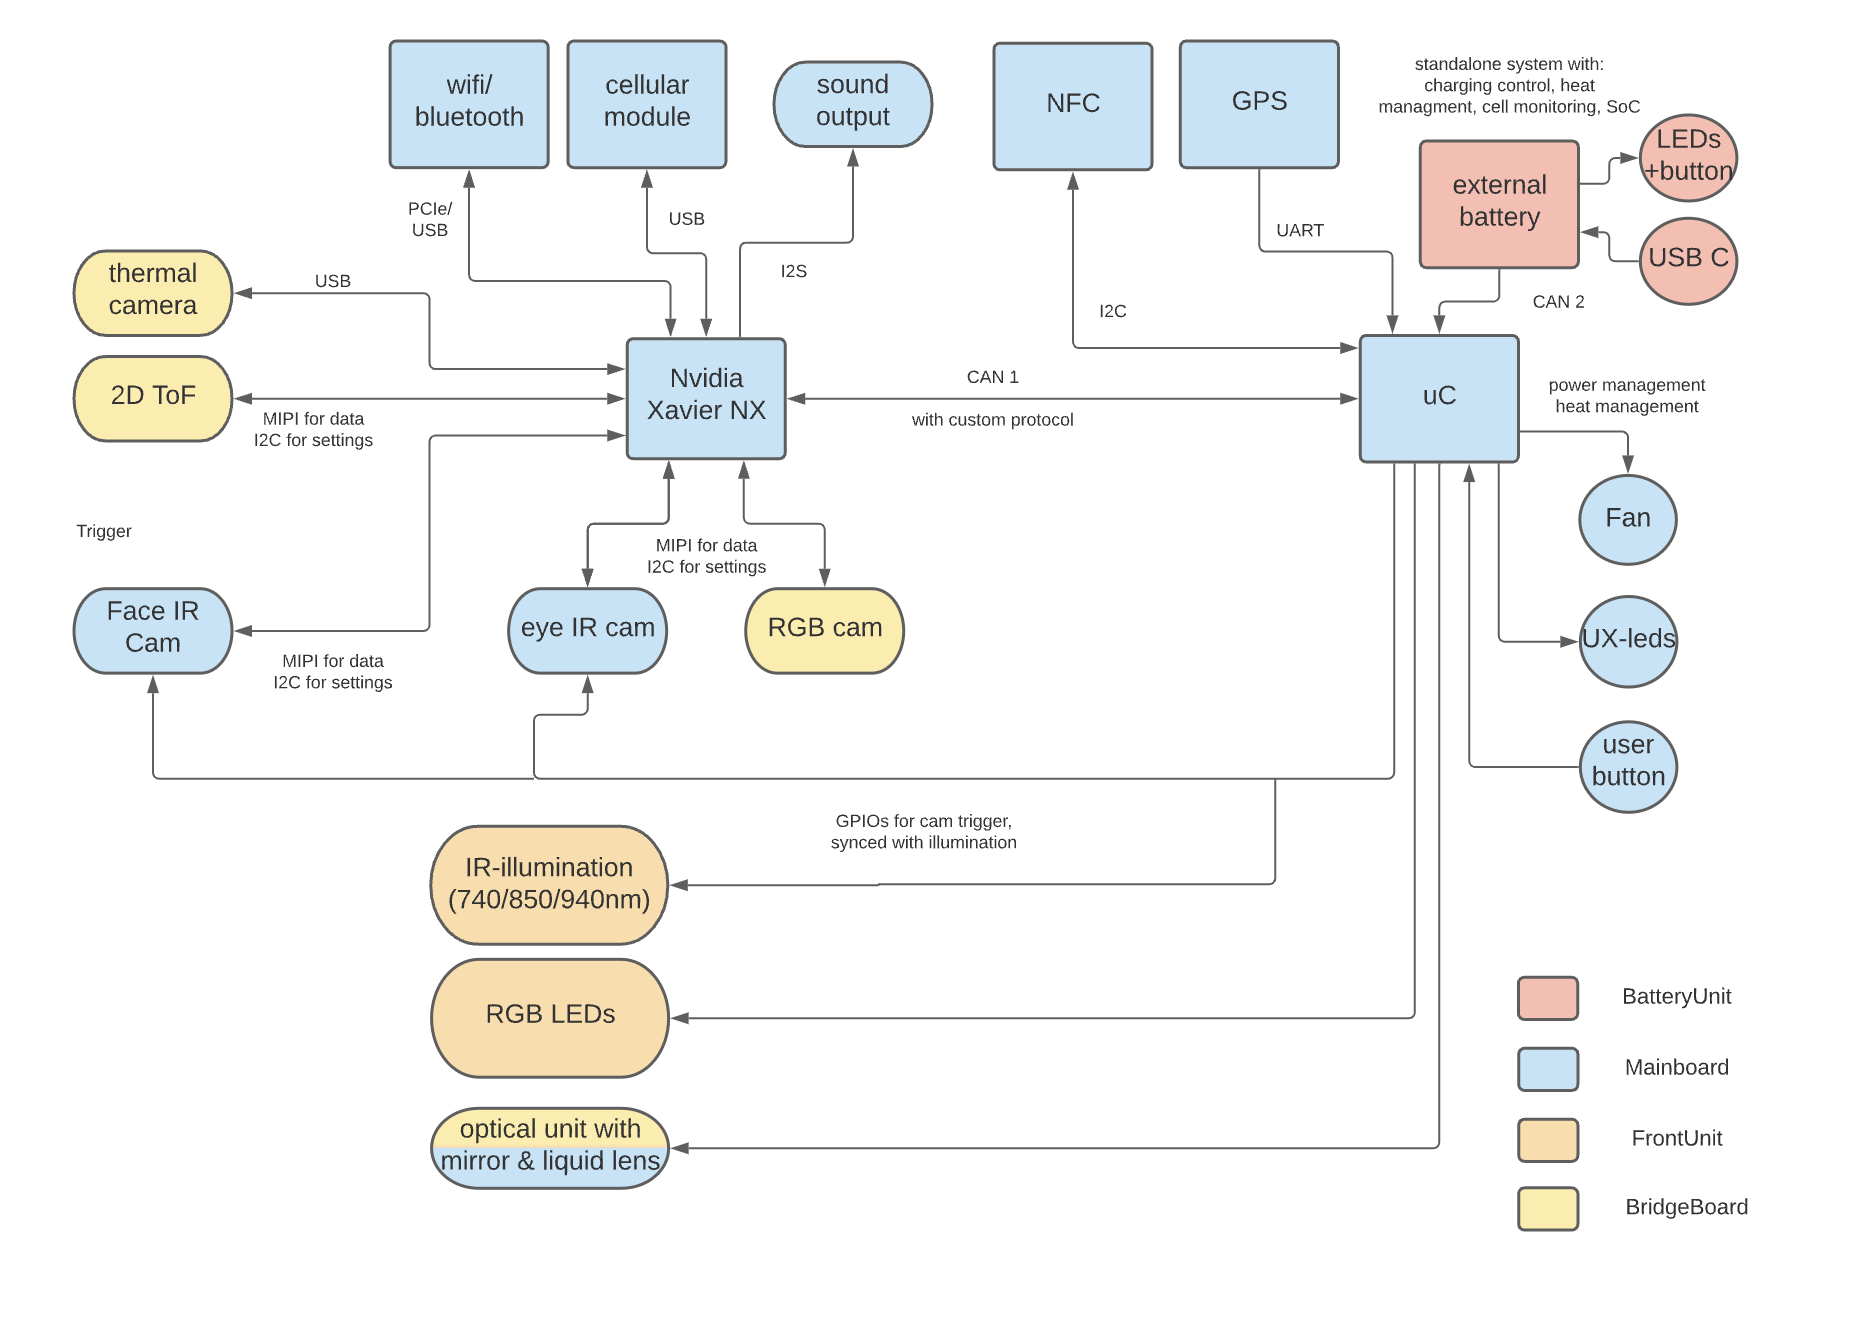 wifi/
bluetooth
cellular
module
sound
output
NFC
GPS
standalone system with:
charging control, heat
managment, cell monitoring, SoC
LEDs
+button
external
battery
USB C
PCIe/
USB
USB
I2S
UART
I2C
CAN 2
thermal
camera
USB
2D ToF
MIPI for data
I2C for settings
Nvidia
Xavier NX
CAN 1
with custom protocol
uC
power management
heat management
Fan
Trigger
Face IR
Cam
MIPI for data
I2C for settings
eye IR cam
MIPI for data
I2C for settings
RGB cam
UX-leds
user
button
GPIOs for cam trigger,
synced with illumination
IR-illumination
(740/850/940nm)
RGB LEDs
optical unit with
mirror & liquid lens
BatteryUnit
Mainboard
FrontUnit
BridgeBoard